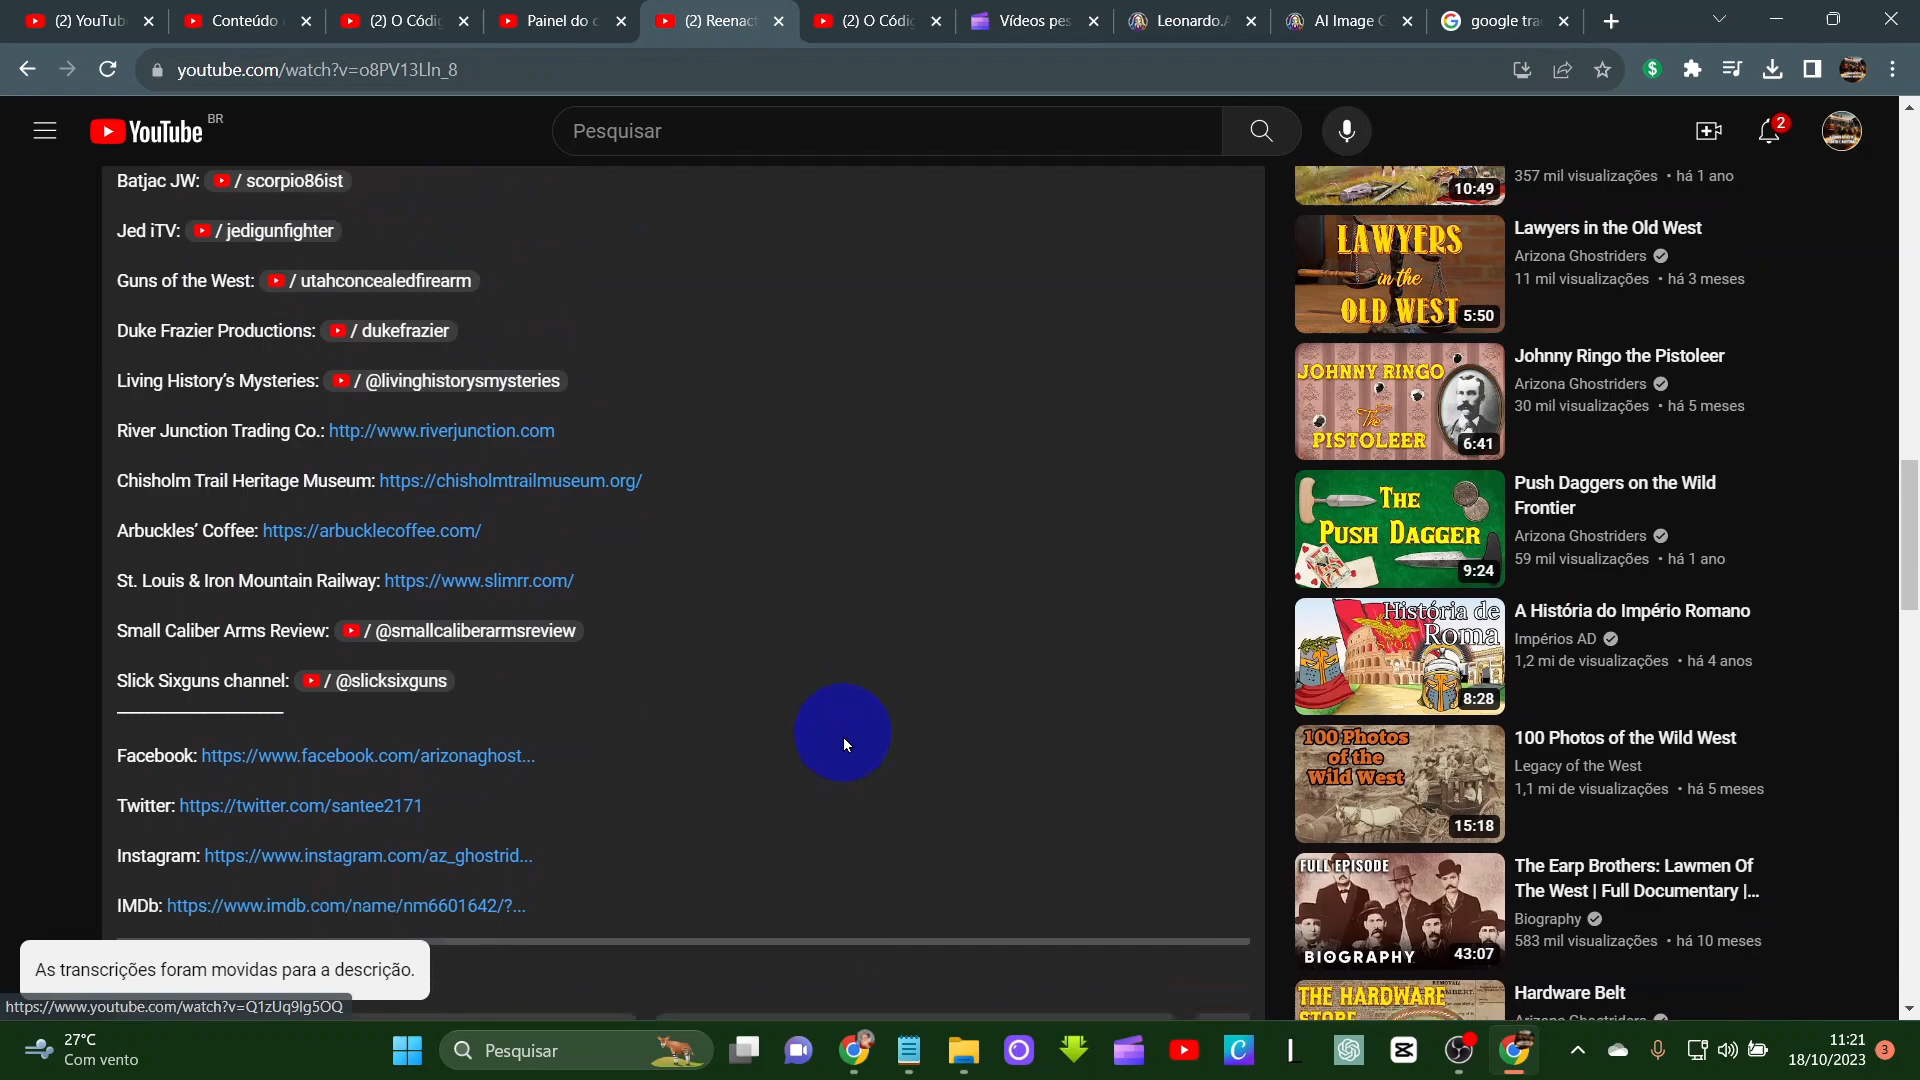 (2) YouTub
Conteúdo
(2) O Códig
Painel do c
(2) Reenact
(2) O Códig
Vídeos pes
Leonardo.A
AI Image G
google tra
youtube.com/watch?v=o8PV13Lln_8
YouTube BR
Pesquisar
2
Batjac JW: / scorpio86ist
Jed iTV: / jedigunfighter
Guns of the West: / utahconcealedfirearm
Duke Frazier Productions: / dukefrazier
Living History's Mysteries: / @livinghistorysmysteries
River Junction Trading Co.: http://www.riverjunction.com
Chisholm Trail Heritage Museum: https://chisholmtrailmuseum.org/
Arbuckles’ Coffee: https://arbucklecoffee.com/
St. Louis & Iron Mountain Railway: https://www.slimrr.com/
Small Caliber Arms Review: / @smallcaliberarmsreview
Slick Sixguns channel: / @slicksixguns
Facebook: https://www.facebook.com/arizonaghost...
Twitter: https://twitter.com/santee2171
Instagram: https://www.instagram.com/az_ghostrid...
IMDb: https://www.imdb.com/name/nm6601642/?...
As transcrições foram movidas para a descrição.
https://www.youtube.com/watch?v=Q1zUq9Ig5OQ
10:49
357 mil visualizações • há 1 ano
LAWYERS
in the
OLD WEST
5:50
Lawyers in the Old West
Arizona Ghostriders
11 mil visualizações • há 3 meses
JOHNNY RINGO
The
PISTOLEER
6:41
Johnny Ringo the Pistoleer
Arizona Ghostriders
30 mil visualizações • há 5 meses
THE
PUSH DAGGER
9:24
Push Daggers on the Wild
Frontier
Arizona Ghostriders
59 mil visualizações • há 1 ano
História de
Roma
SPQR
8:28
A História do Império Romano
Impérios AD
1,2 mi de visualizações • há 4 anos
100 Photos
of the
Wild West
15:18
100 Photos of the Wild West
Legacy of the West
1,1 mi de visualizações • há 5 meses
FULL EPISODE
BIOGRAPHY
43:07
The Earp Brothers: Lawmen Of
The West | Full Documentary |...
Biography
583 mil visualizações • há 10 meses
THE HARDWARE
STORE
Hardware Belt
Arizona Ghostriders
27°C
Com vento
Pesquisar
11:21
18/10/2023
3